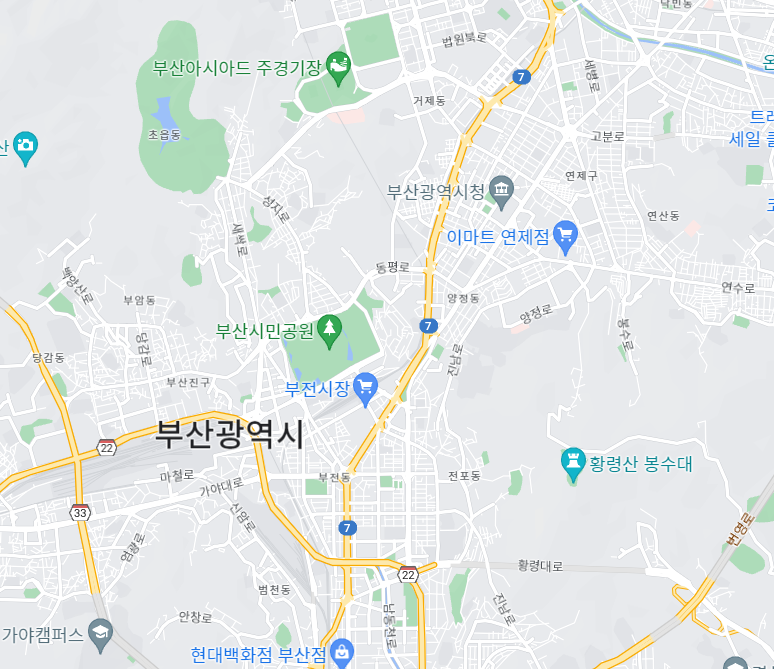 남민동
법원북로
부산아시아드 주경기장
7
세병로
온
거제동
트레
세일 클
초읍동
고분로
산
연제구
부산광역시청
성지로
연산동
새싹로
이마트 연제점
동평로
백양산로
부암동
양정동
연수로
양정로
부산시민공원
7
봉수로
당감로
당감동
진남로
부산진구
부전시장
부산광역시
22
황령산 봉수대
마철로
부전동
전포동
가야대로
33
신암로
7
번영로
엄광로
황령대로
22
범천동
안창로
남동천로
진남로
가야캠퍼스
현대백화점 부산점